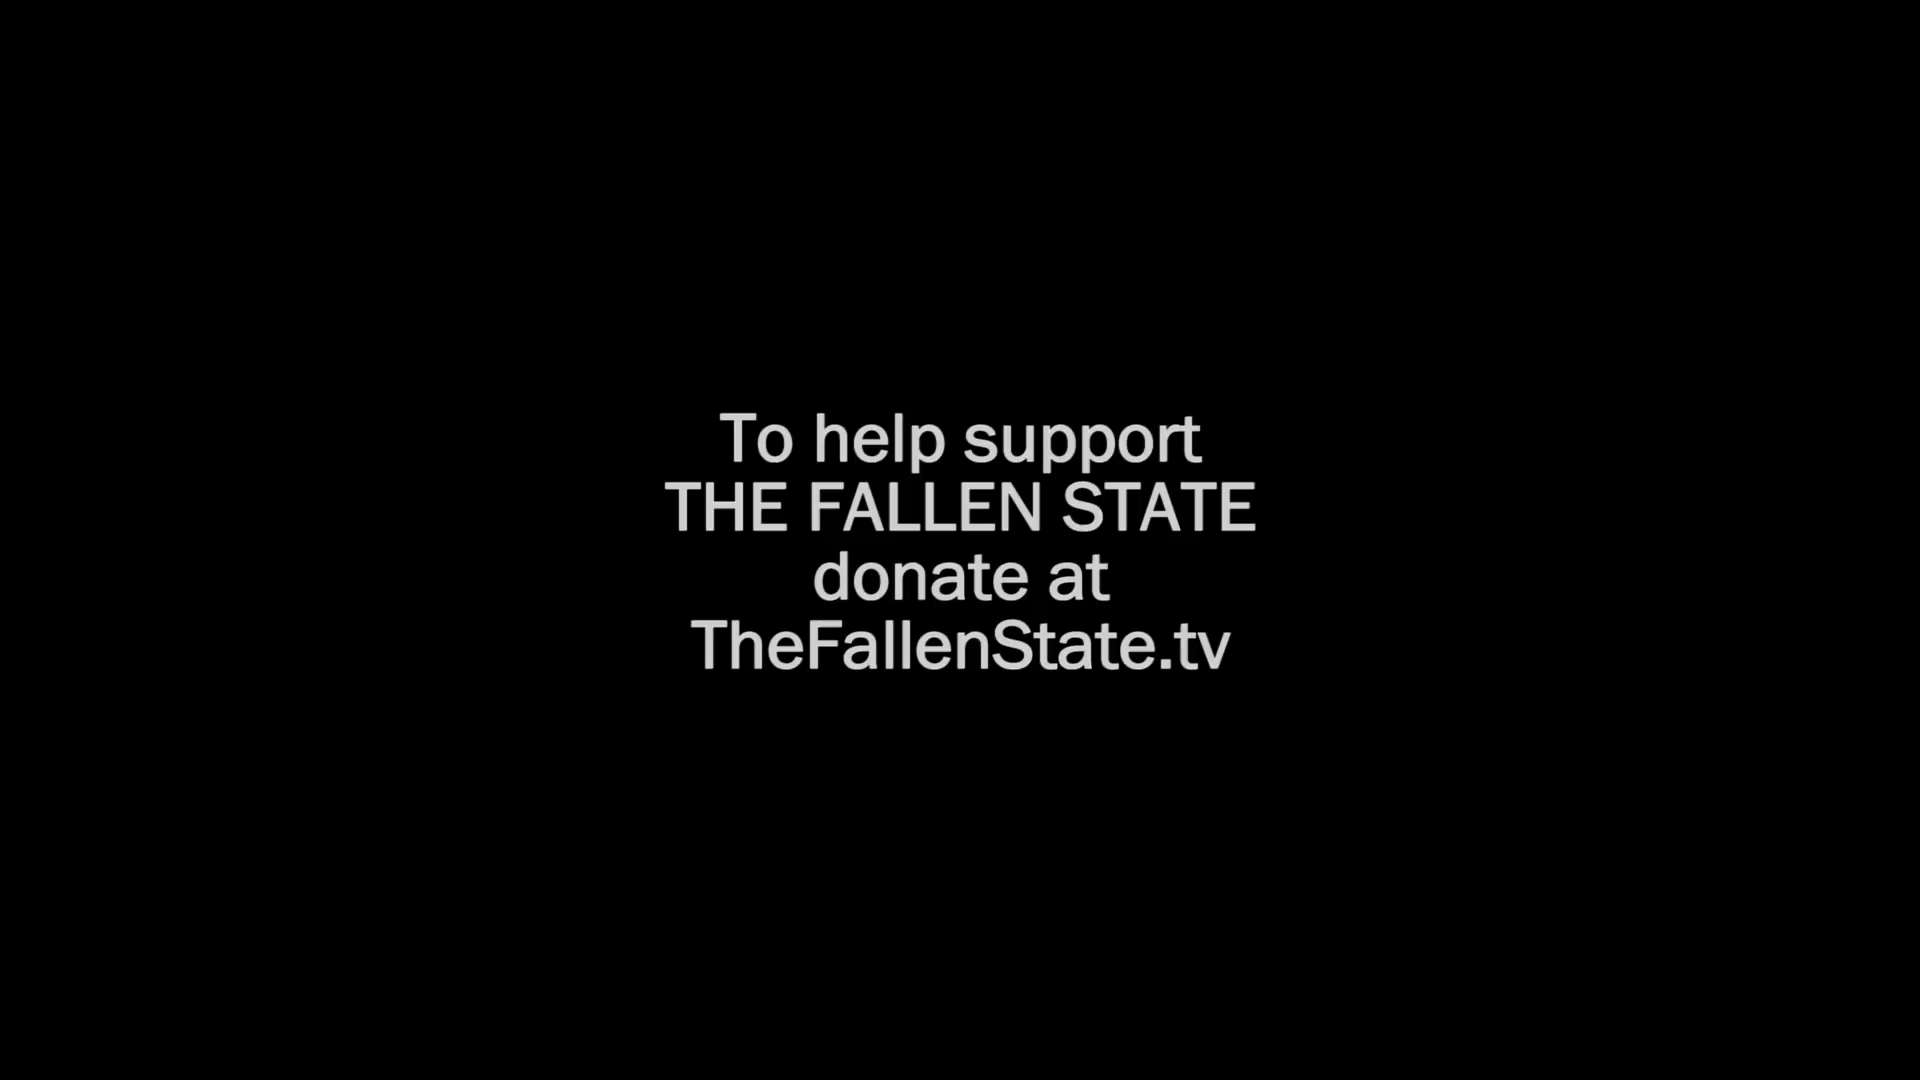 To help support
THE FALLEN STATE
donate at
TheFallenState.tv